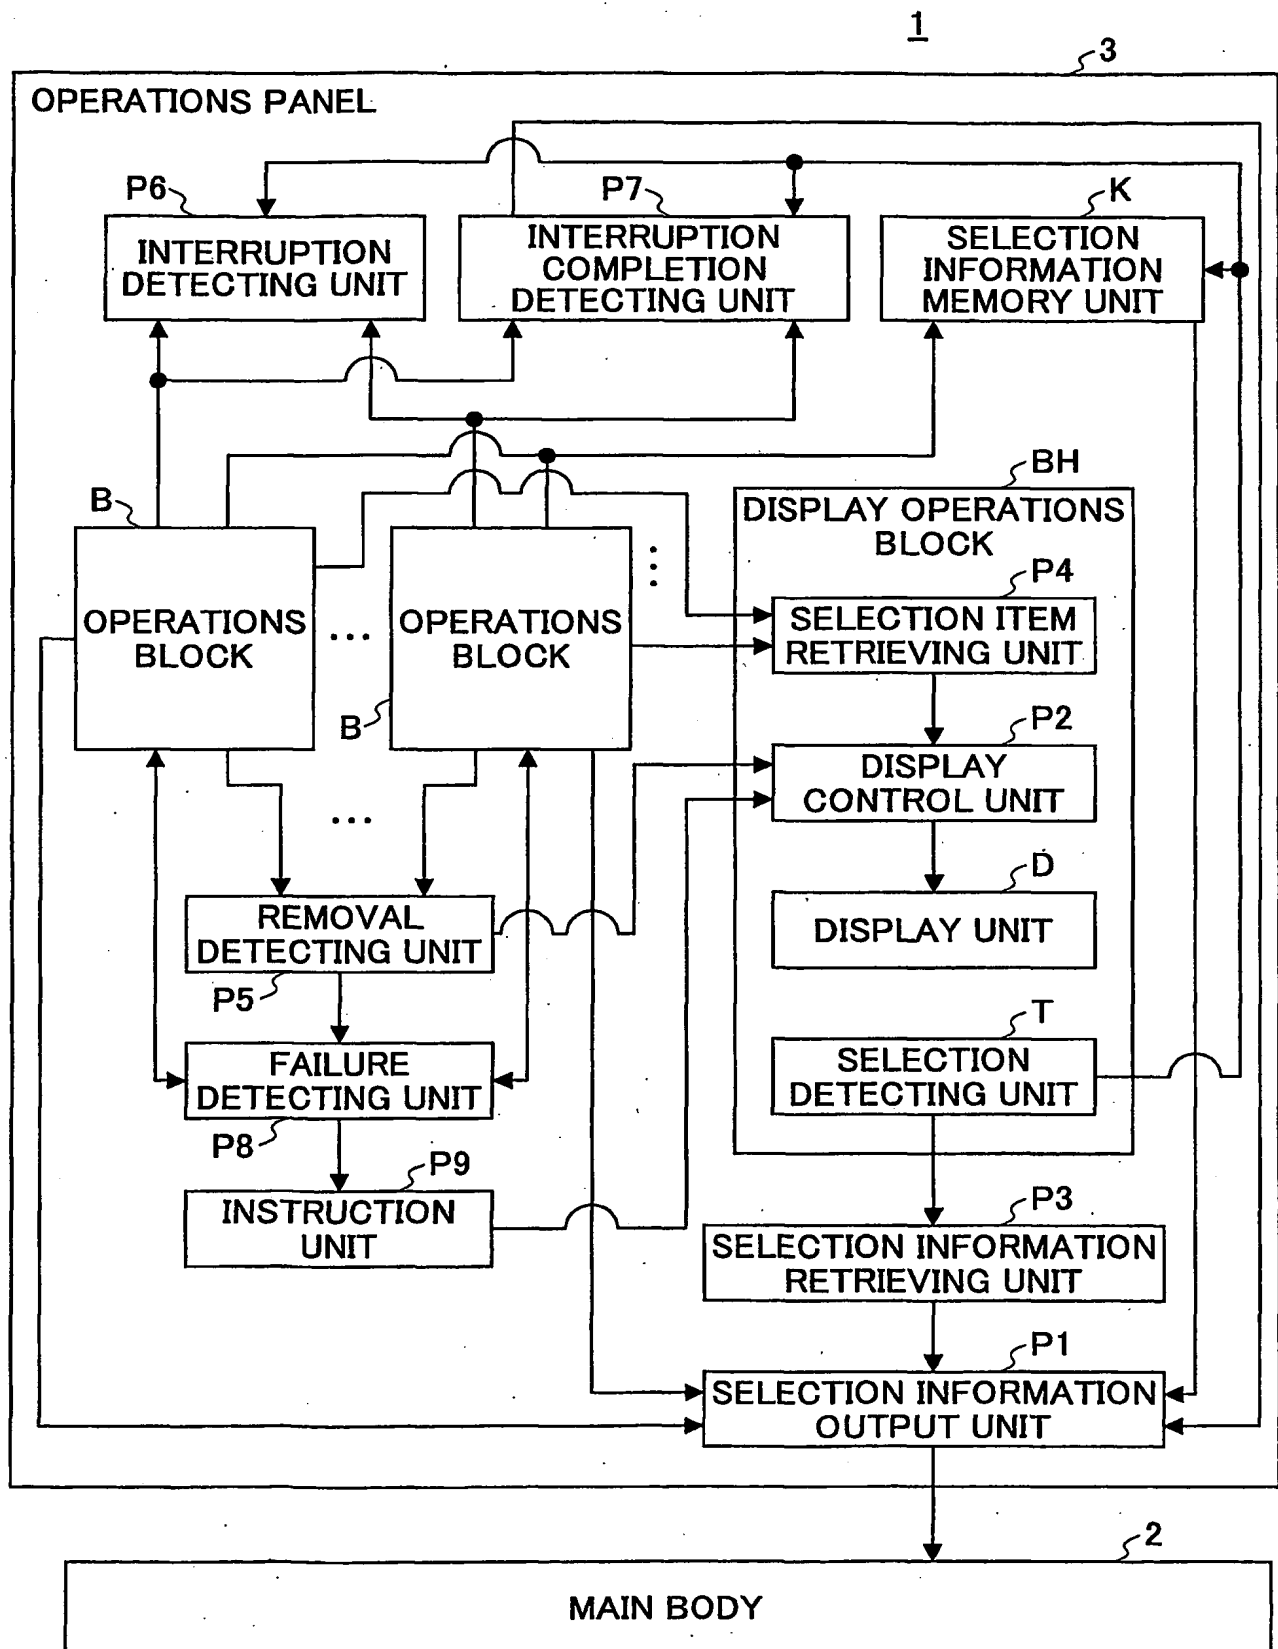 1
3
OPERATIONS PANEL
P6
P7
K
INTERRUPTION
DETECTING UNIT
INTERRUPTION
COMPLETION
DETECTING UNIT
SELECTION
INFORMATION
MEMORY UNIT
BH
B
DISPLAY OPERATIONS
BLOCK
P4
OPERATIONS
BLOCK
...
OPERATIONS
BLOCK
SELECTION ITEM
RETRIEVING UNIT
B
P2
DISPLAY
CONTROL UNIT
...
D
REMOVAL
DETECTING UNIT
DISPLAY UNIT
P5
T
FAILURE
DETECTING UNIT
SELECTION
DETECTING UNIT
P8
P9
INSTRUCTION
UNIT
P3
SELECTION INFORMATION
RETRIEVING UNIT
P1
SELECTION INFORMATION
OUTPUT UNIT
2
MAIN BODY